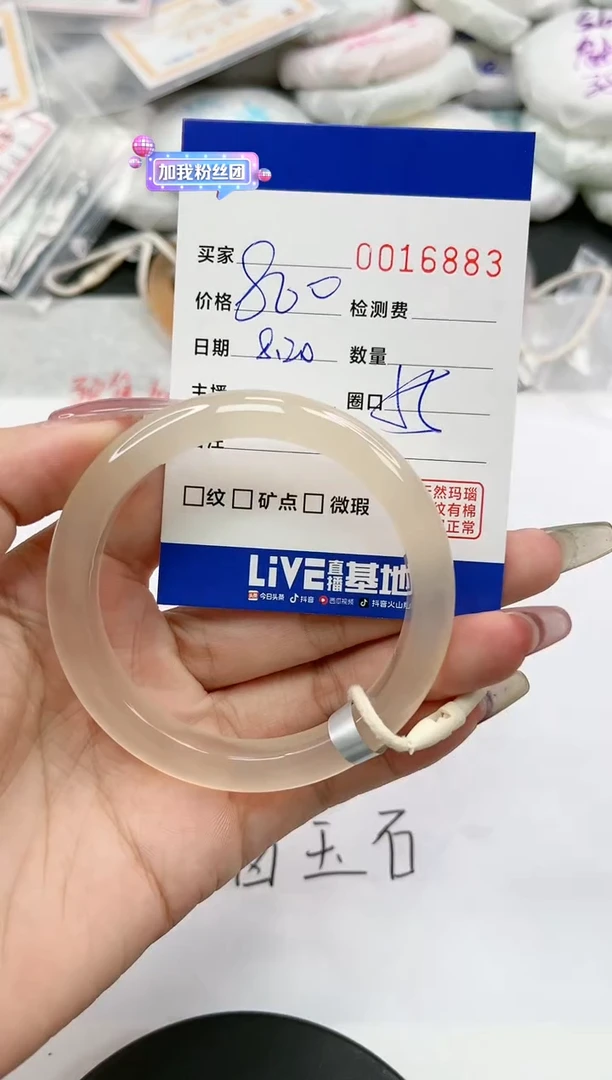 加我粉丝团
买家
0016883
价格 800 检测费
日期 8.20 数量
主播
圈口
□纹 □矿点 □微瑕
天然玛瑙
纹有棉
正常
LiVE直播基地
今日头条 抖音 西瓜视频 抖音火山
玉石